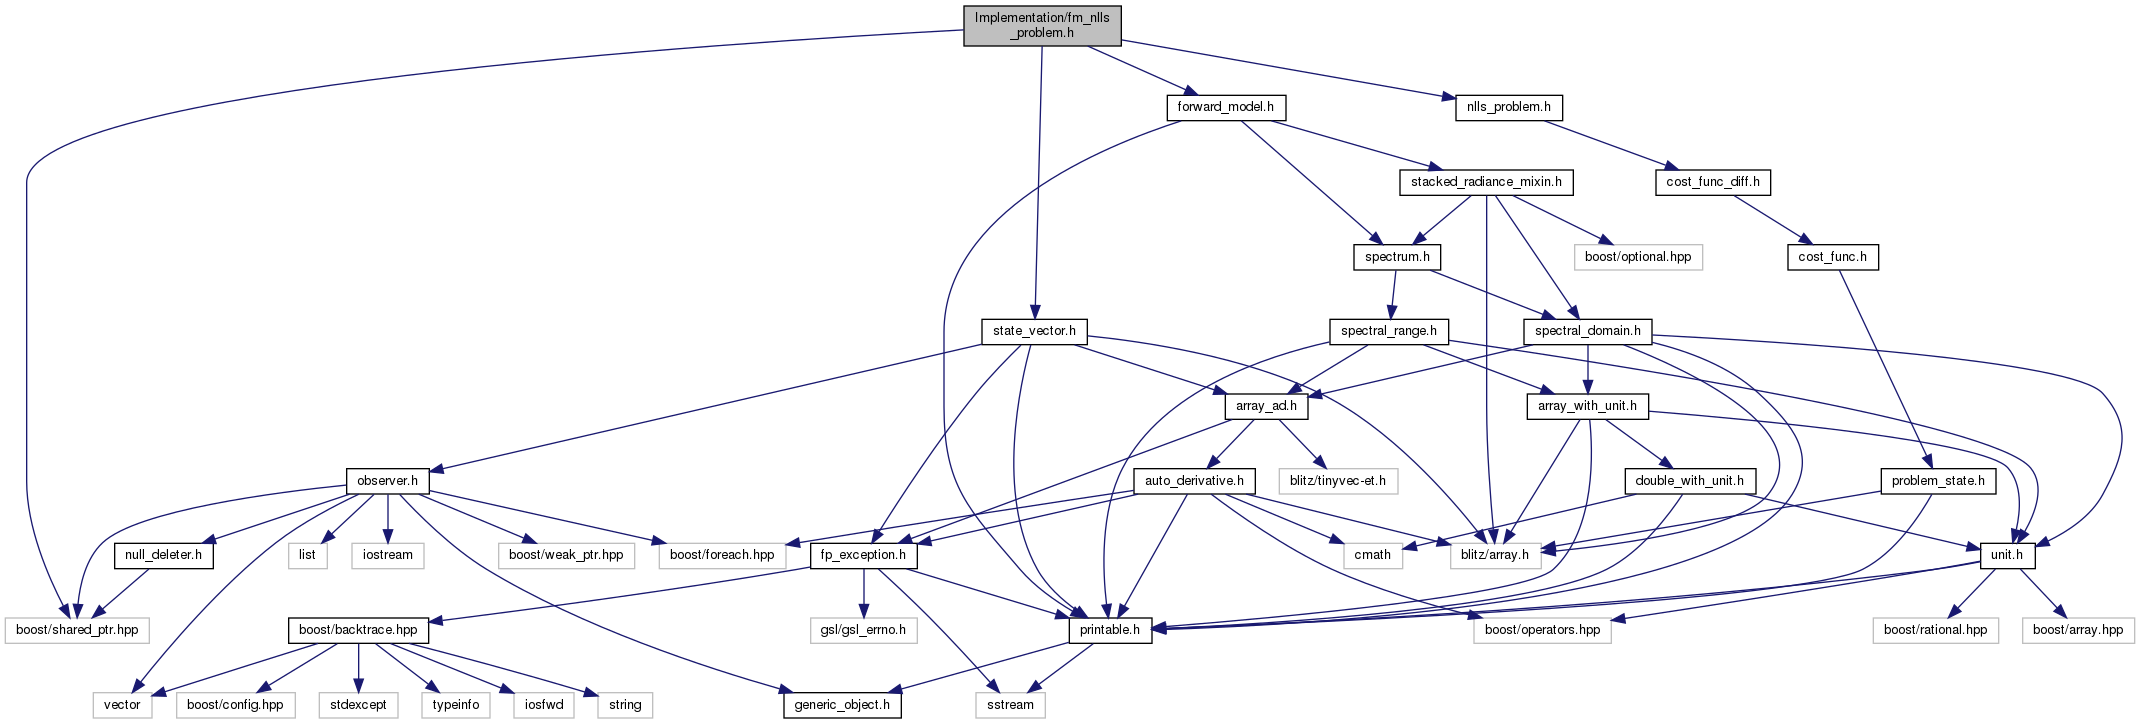 Implementation/fm_nlls
_problem.h
forward_model.h
nlls_problem.h
stacked_radiance_mixin.h
cost_func_diff.h
spectrum.h
boost/optional.hpp
cost_func.h
state_vector.h
spectral_range.h
spectral_domain.h
array_ad.h
array_with_unit.h
observer.h
auto_derivative.h
blitz/tinyvec-et.h
double_with_unit.h
problem_state.h
null_deleter.h
list
iostream
boost/weak_ptr.hpp
boost/foreach.hpp
fp_exception.h
cmath
blitz/array.h
unit.h
boost/shared_ptr.hpp
boost/backtrace.hpp
gsl/gsl_errno.h
printable.h
boost/operators.hpp
boost/rational.hpp
boost/array.hpp
vector
boost/config.hpp
stdexcept
typeinfo
iosfwd
string
generic_object.h
sstream